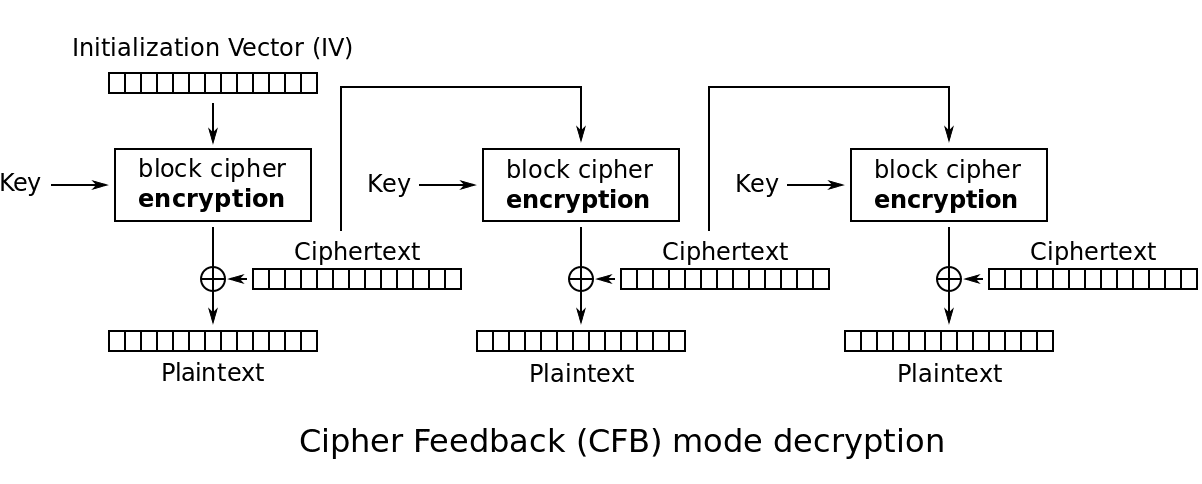 Initialization Vector (IV)
Key
block cipher
encryption
Key
block cipher
encryption
Key
block cipher
encryption
Ciphertext
Ciphertext
Ciphertext
Plaintext
Plaintext
Plaintext
Cipher Feedback (CFB) mode decryption